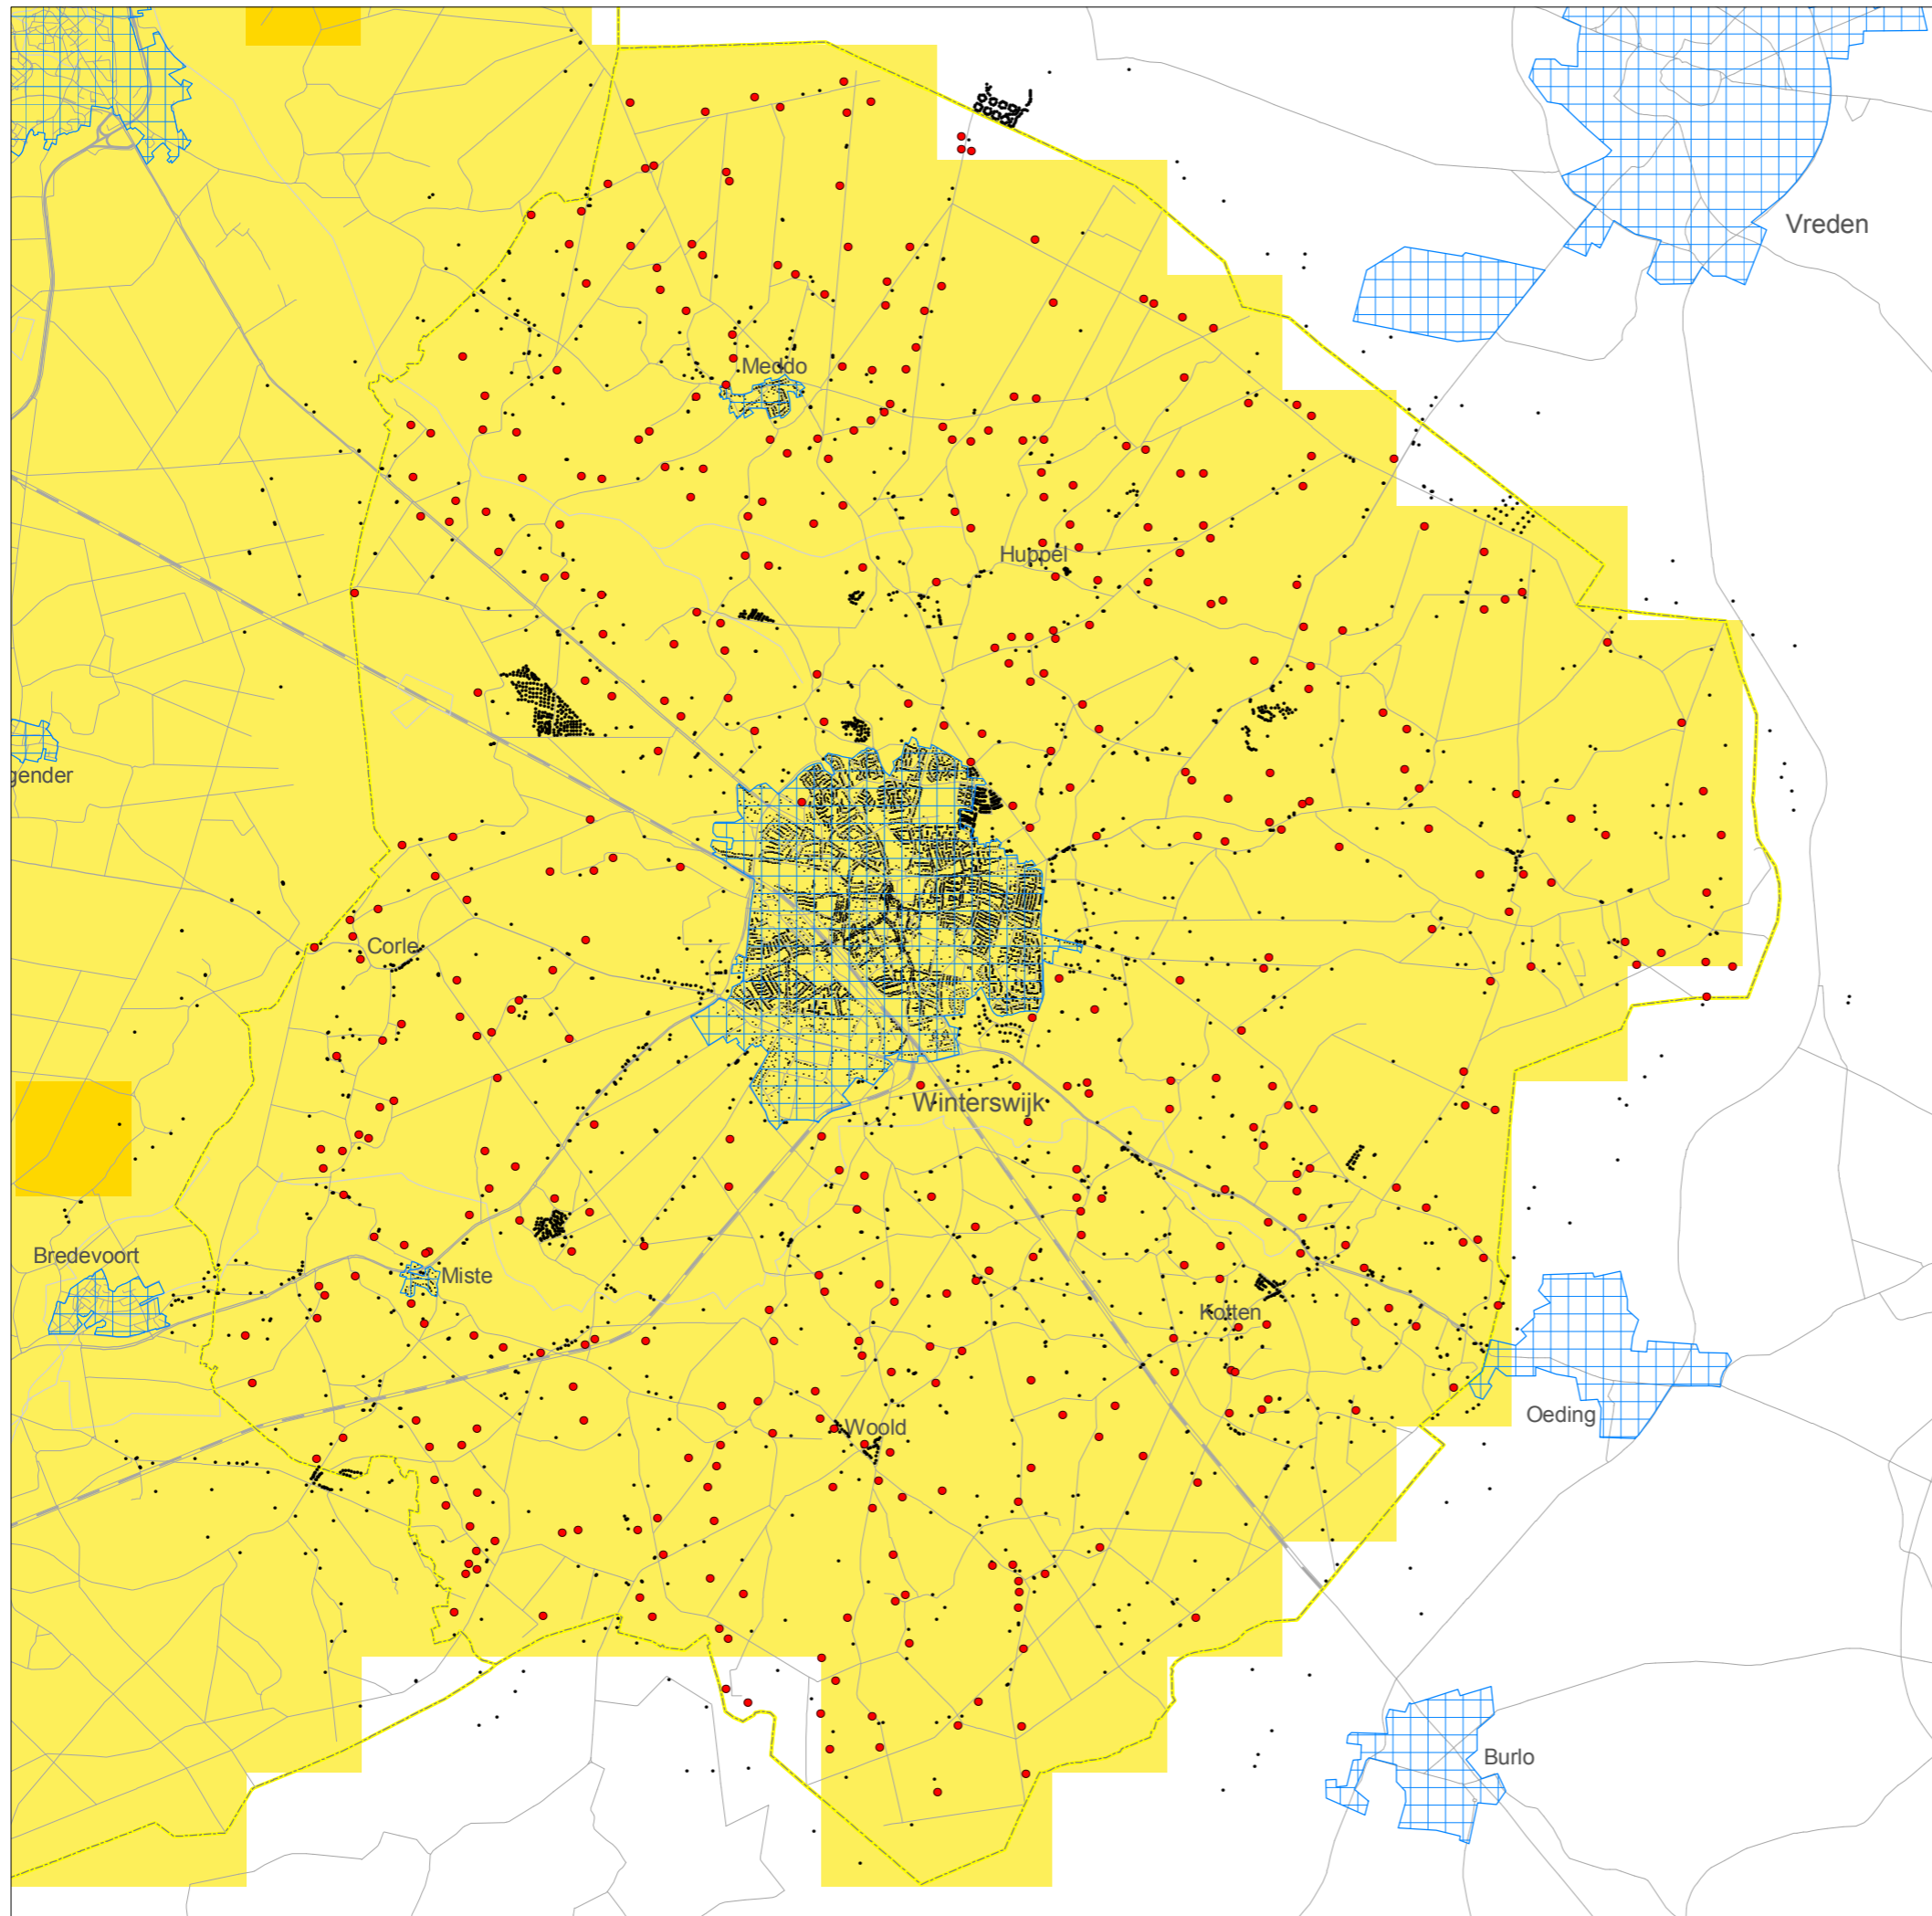 Vreden
Meddo
Huppel
gender
Corle
Winterswijk
Bredevoort
Miste
Kotten
Oeding
Woold
Burlo